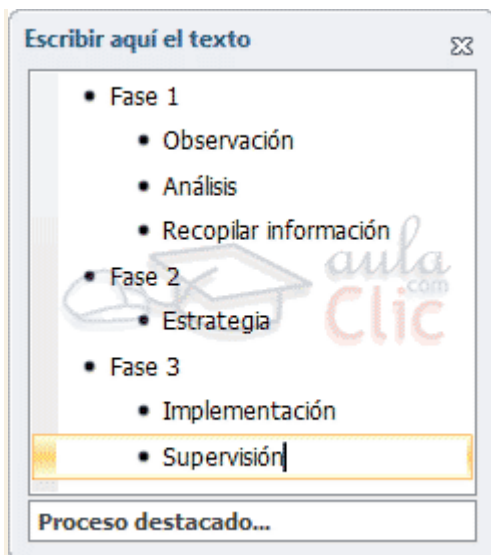 Escribir aquí el texto
• Fase 1
• Observación
• Análisis
• Recopilar información
• Fase 2
• Estrategia
• Fase 3
• Implementación
• Supervisión
aula
.com
Clic
Proceso destacado...